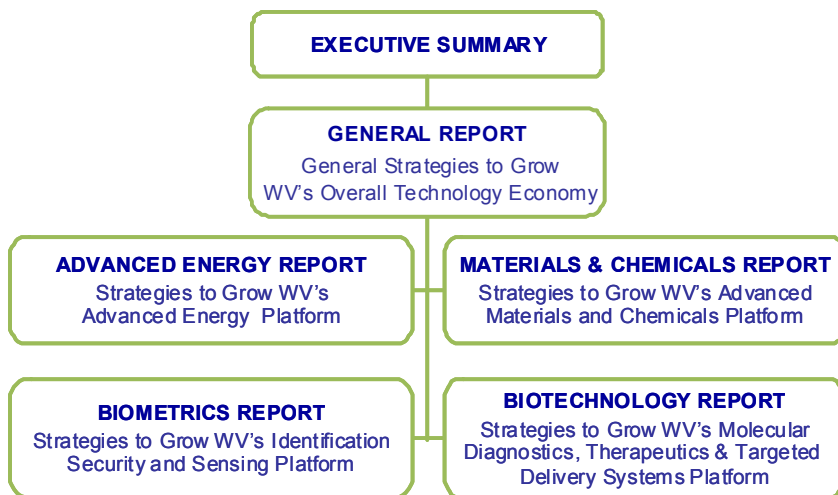 EXECUTIVE SUMMARY
GENERAL REPORT
General Strategies to Grow
WV's Overall Technology Economy
ADVANCED ENERGY REPORT
Strategies to Grow WV's
Advanced Energy Platform
MATERIALS & CHEMICALS REPORT
Strategies to Grow WV's Advanced
Materials and Chemicals Platform
BIOMETRICS REPORT
Strategies to Grow WV's Identification
Security and Sensing Platform
BIOTECHNOLOGY REPORT
Strategies to Grow WV's Molecular
Diagnostics, Therapeutics & Targeted
Delivery Systems Platform